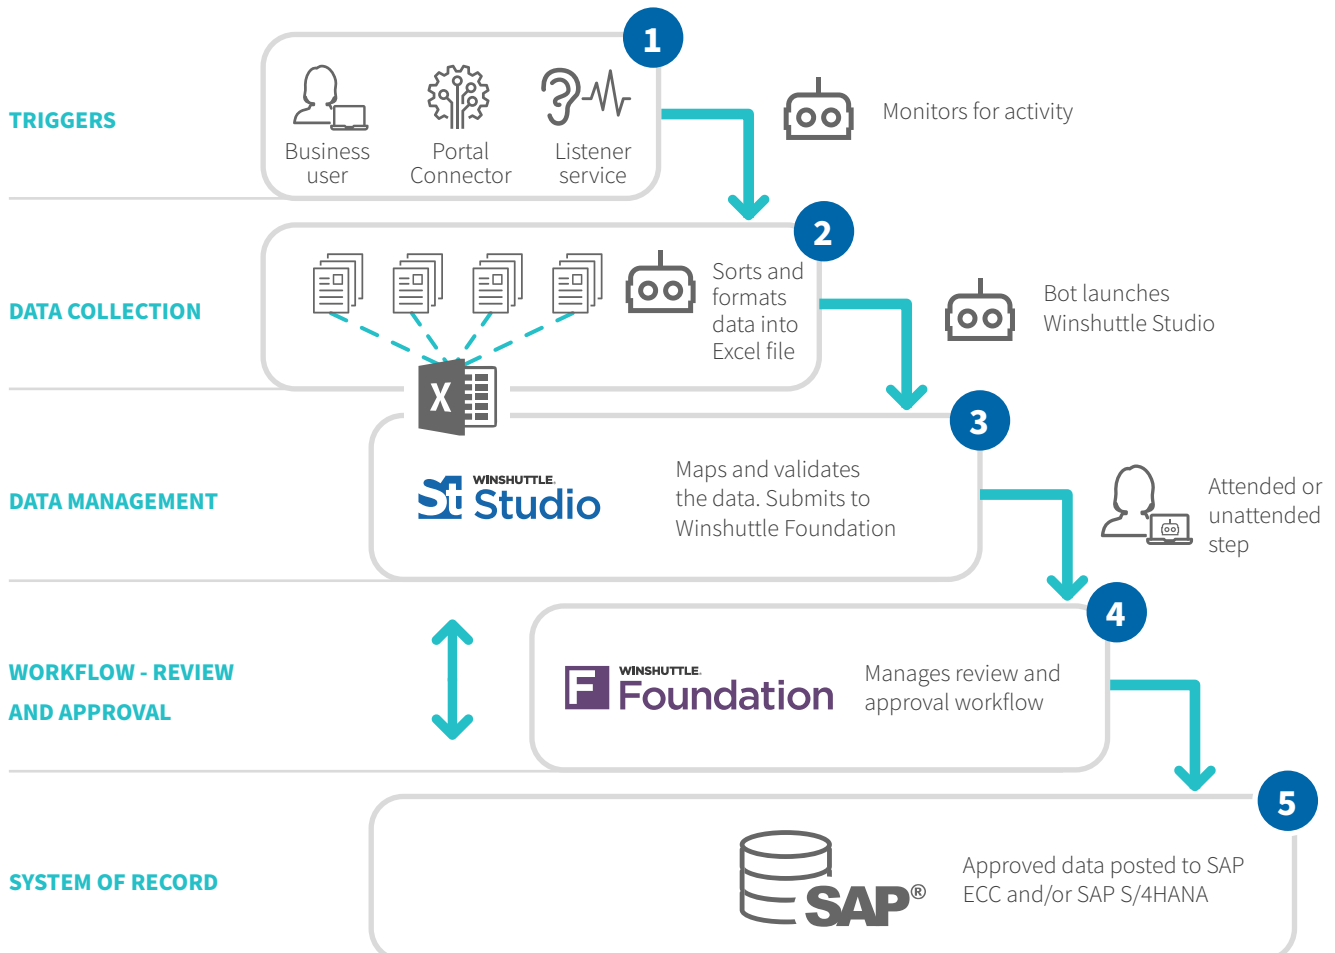 1
TRIGGERS
Business
user
Portal
Connector
Listener
service
Monitors for activity
2
DATA COLLECTION
Sorts and
formats
data into
Excel file
Bot launches
Winshuttle Studio
X
3
DATA MANAGEMENT
St
WINSHUTTLE.
Studio
Maps and validates
the data. Submits to
Winshuttle Foundation
Attended or
unattended
step
4
WORKFLOW - REVIEW
AND APPROVAL
F
WINSHUTTLE.
Foundation
Manages review and
approval workflow
5
SYSTEM OF RECORD
SAP®
Approved data posted to SAP
ECC and/or SAP S/4HANA